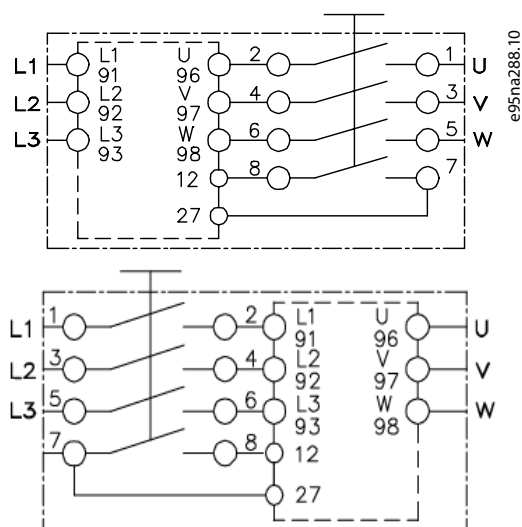 L1 L1 U 2 1 U
91 96
L2 L2 V 4 3 V
92 97
L3 L3 W 6 5 W
93 98
12 8 7
27
e95na288.10
L1 1 2 L1 U U
91 96
L2 3 4 L2 V V
92 97
L3 5 6 L3 W W
93 98
7 8 12
27